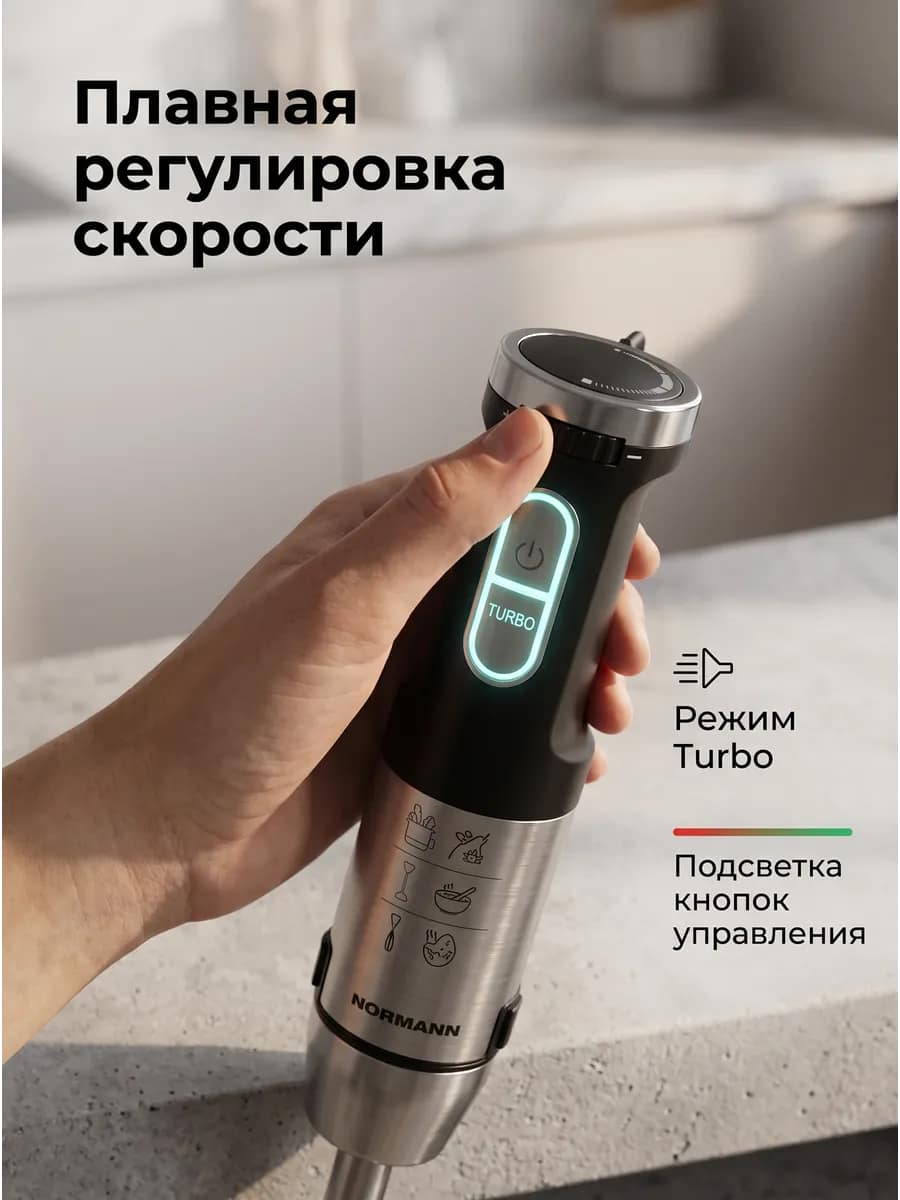 Плавная
регулировка
скорости
TURBO
Режим
Turbo
Подсветка
кнопок
управления
NORMANN